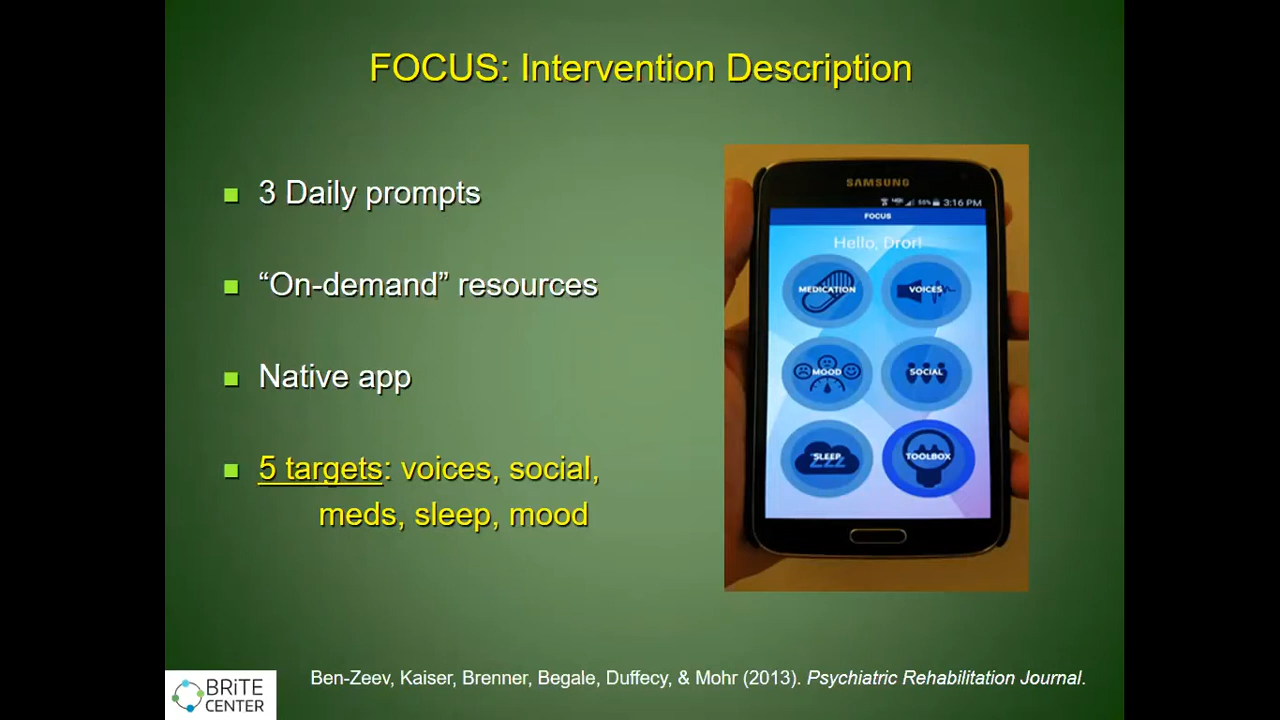 FOCUS: Intervention Description
3 Daily prompts
“On-demand” resources
Native app
5 targets: voices, social,
meds, sleep, mood
SAMSUNG
3:16 PM
FOCUS
Hello, Dror!
MEDICATION
VOICES
MOOD
SOCIAL
SLEEP
ZZZ
TOOLBOX
Ben-Zeev, Kaiser, Brenner, Begale, Duffecy, & Mohr (2013). Psychiatric Rehabilitation Journal.
BRiTE
CENTER